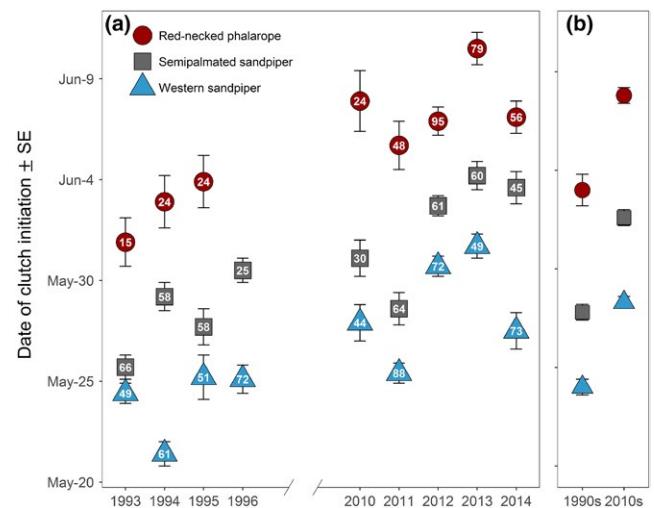 (a)
(b)
Red-necked phalarope
Semipalmated sandpiper
Western sandpiper
Date of clutch initiation ± SE
Jun-9
Jun-4
May-30
May-25
May-20
15
24
24
24
48
95
79
56
66
58
58
25
30
64
61
60
45
49
61
51
72
44
88
72
49
73
1993 1994 1995 1996 2010 2011 2012 2013 2014
1990s 2010s